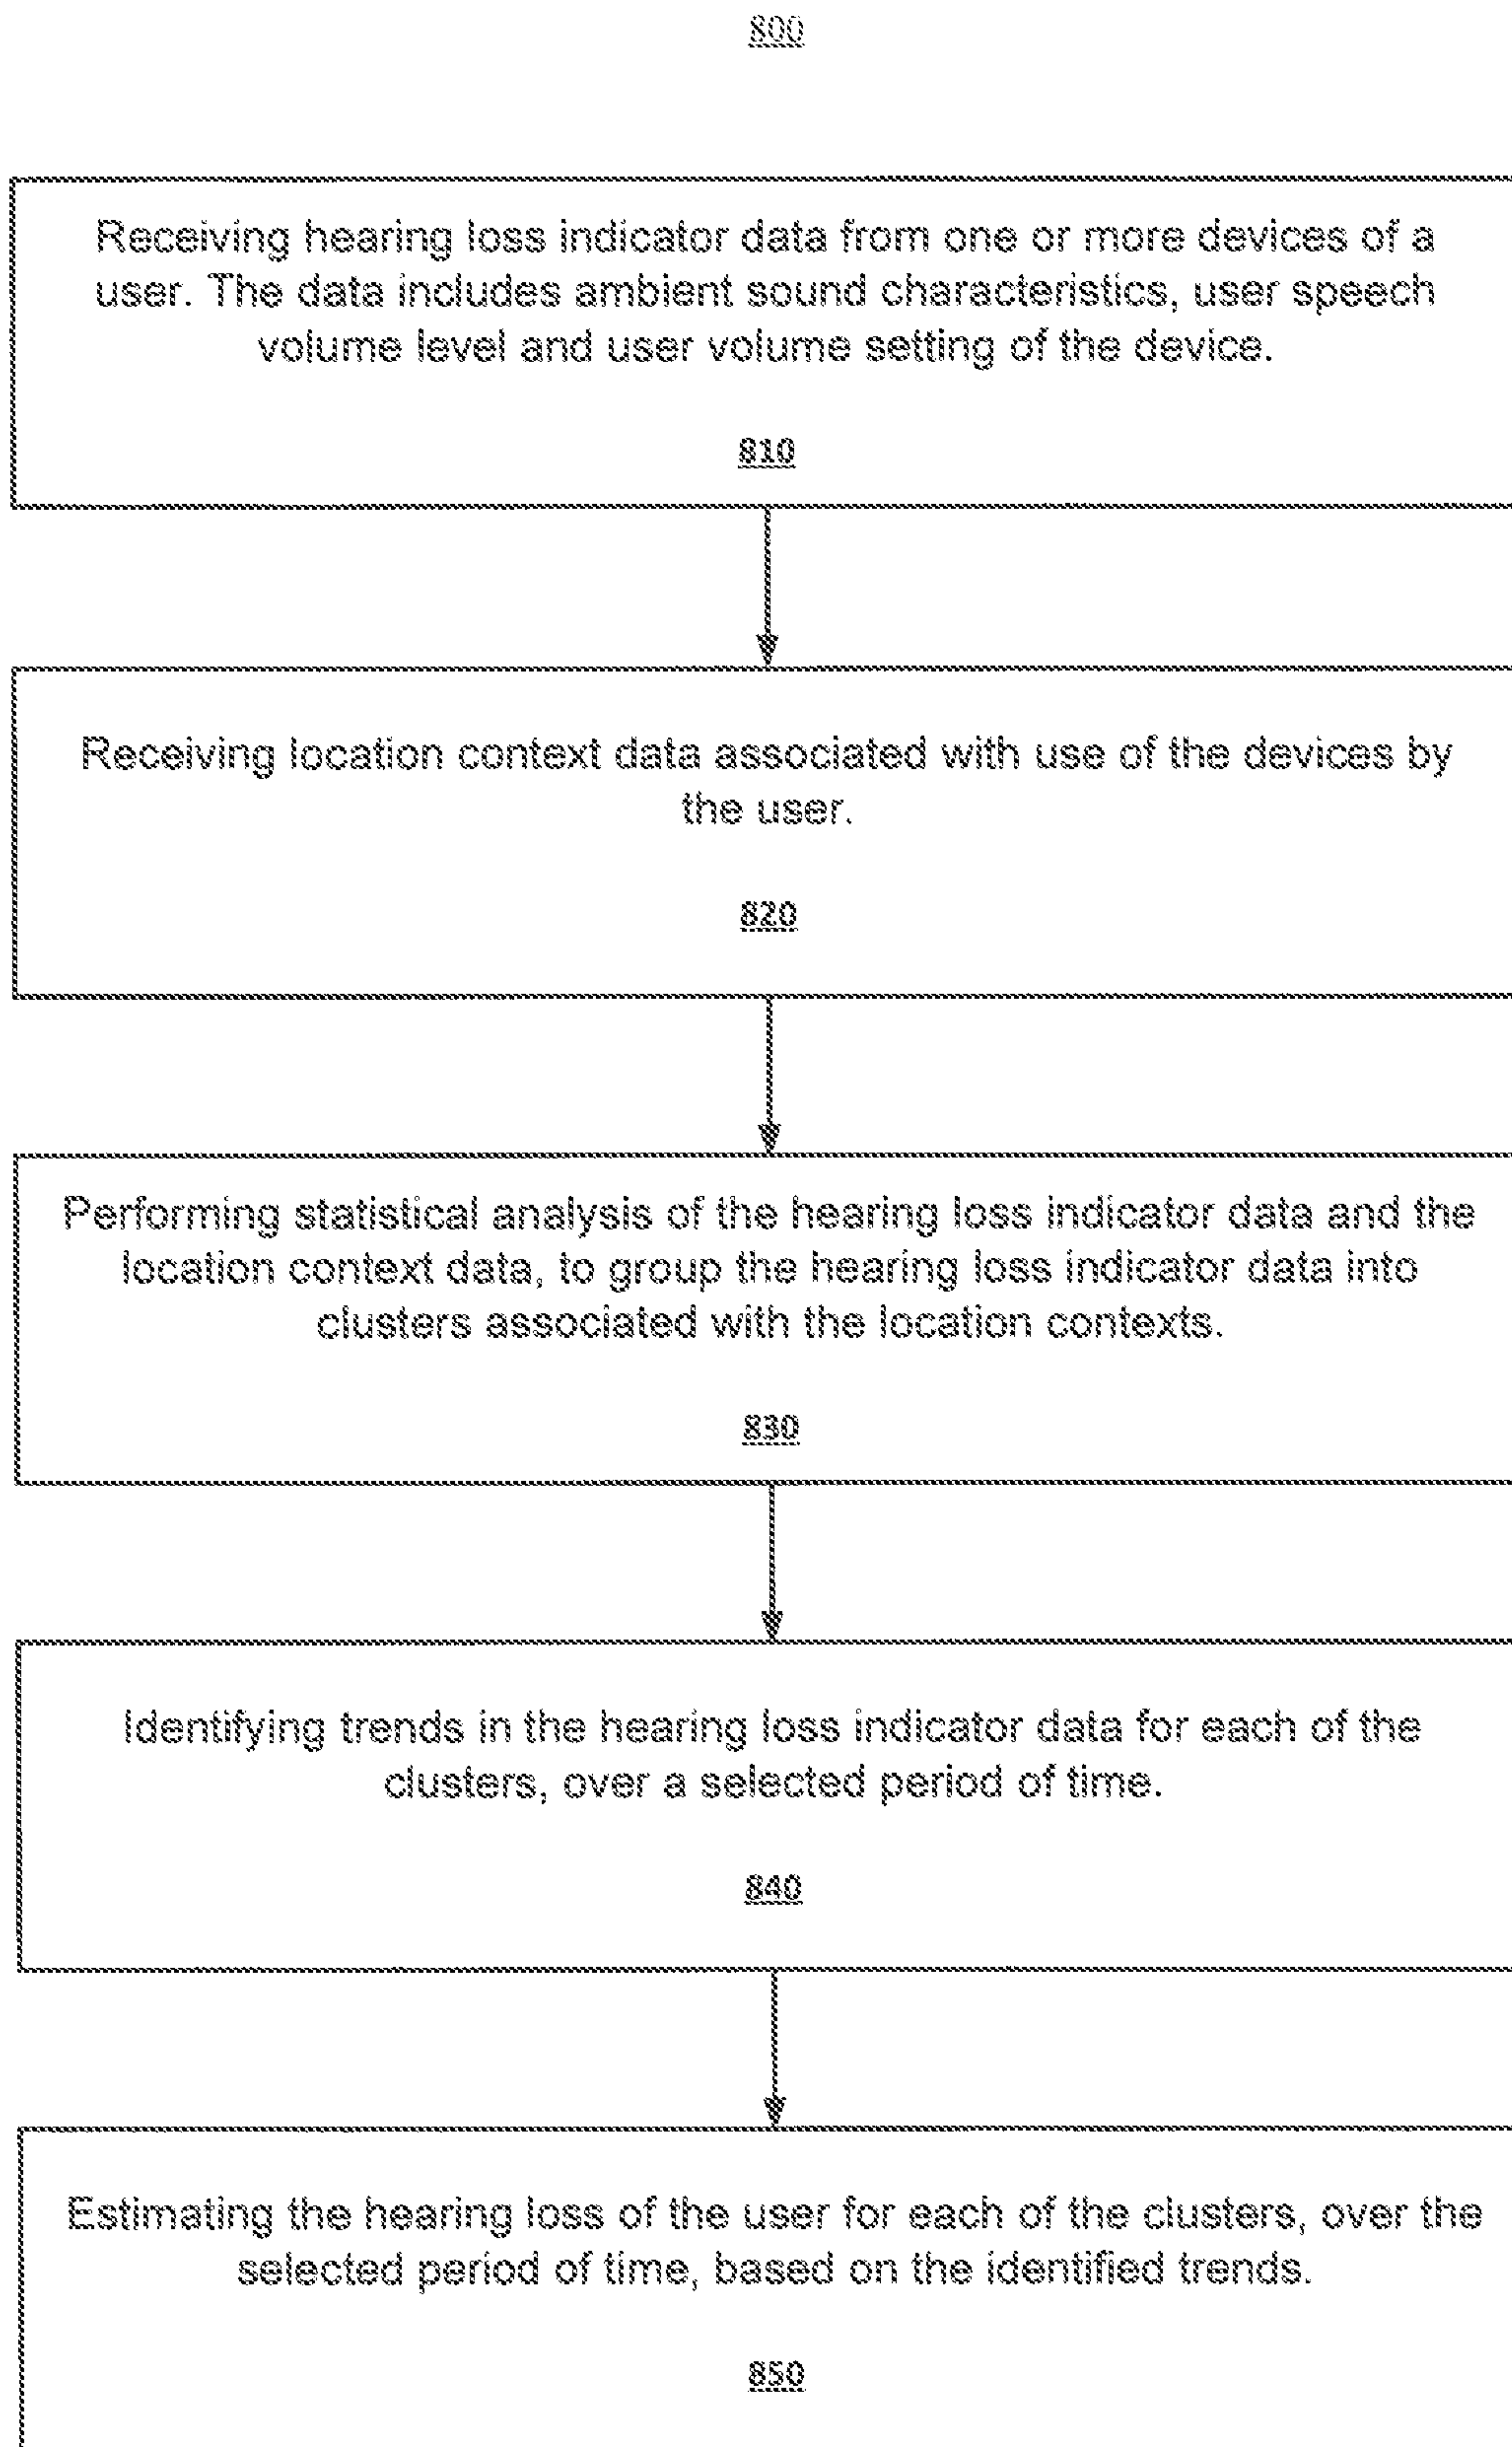 800
Receiving hearing loss indicator data from one or more devices of a
user. The data includes ambient sound characteristics, user speech
volume level and user volume setting of the device.
810
Receiving location context data associated with use of the devices by
the user.
820
Performing statistical analysis of the hearing loss indicator data and the
location context data, to group the hearing loss indicator data into
clusters associated with the location contexts.
830
Identifying trends in the hearing loss indicator data for each of the
clusters, over a selected period of time.
840
Estimating the hearing loss of the user for each of the clusters, over the
selected period of time, based on the identified trends.
850